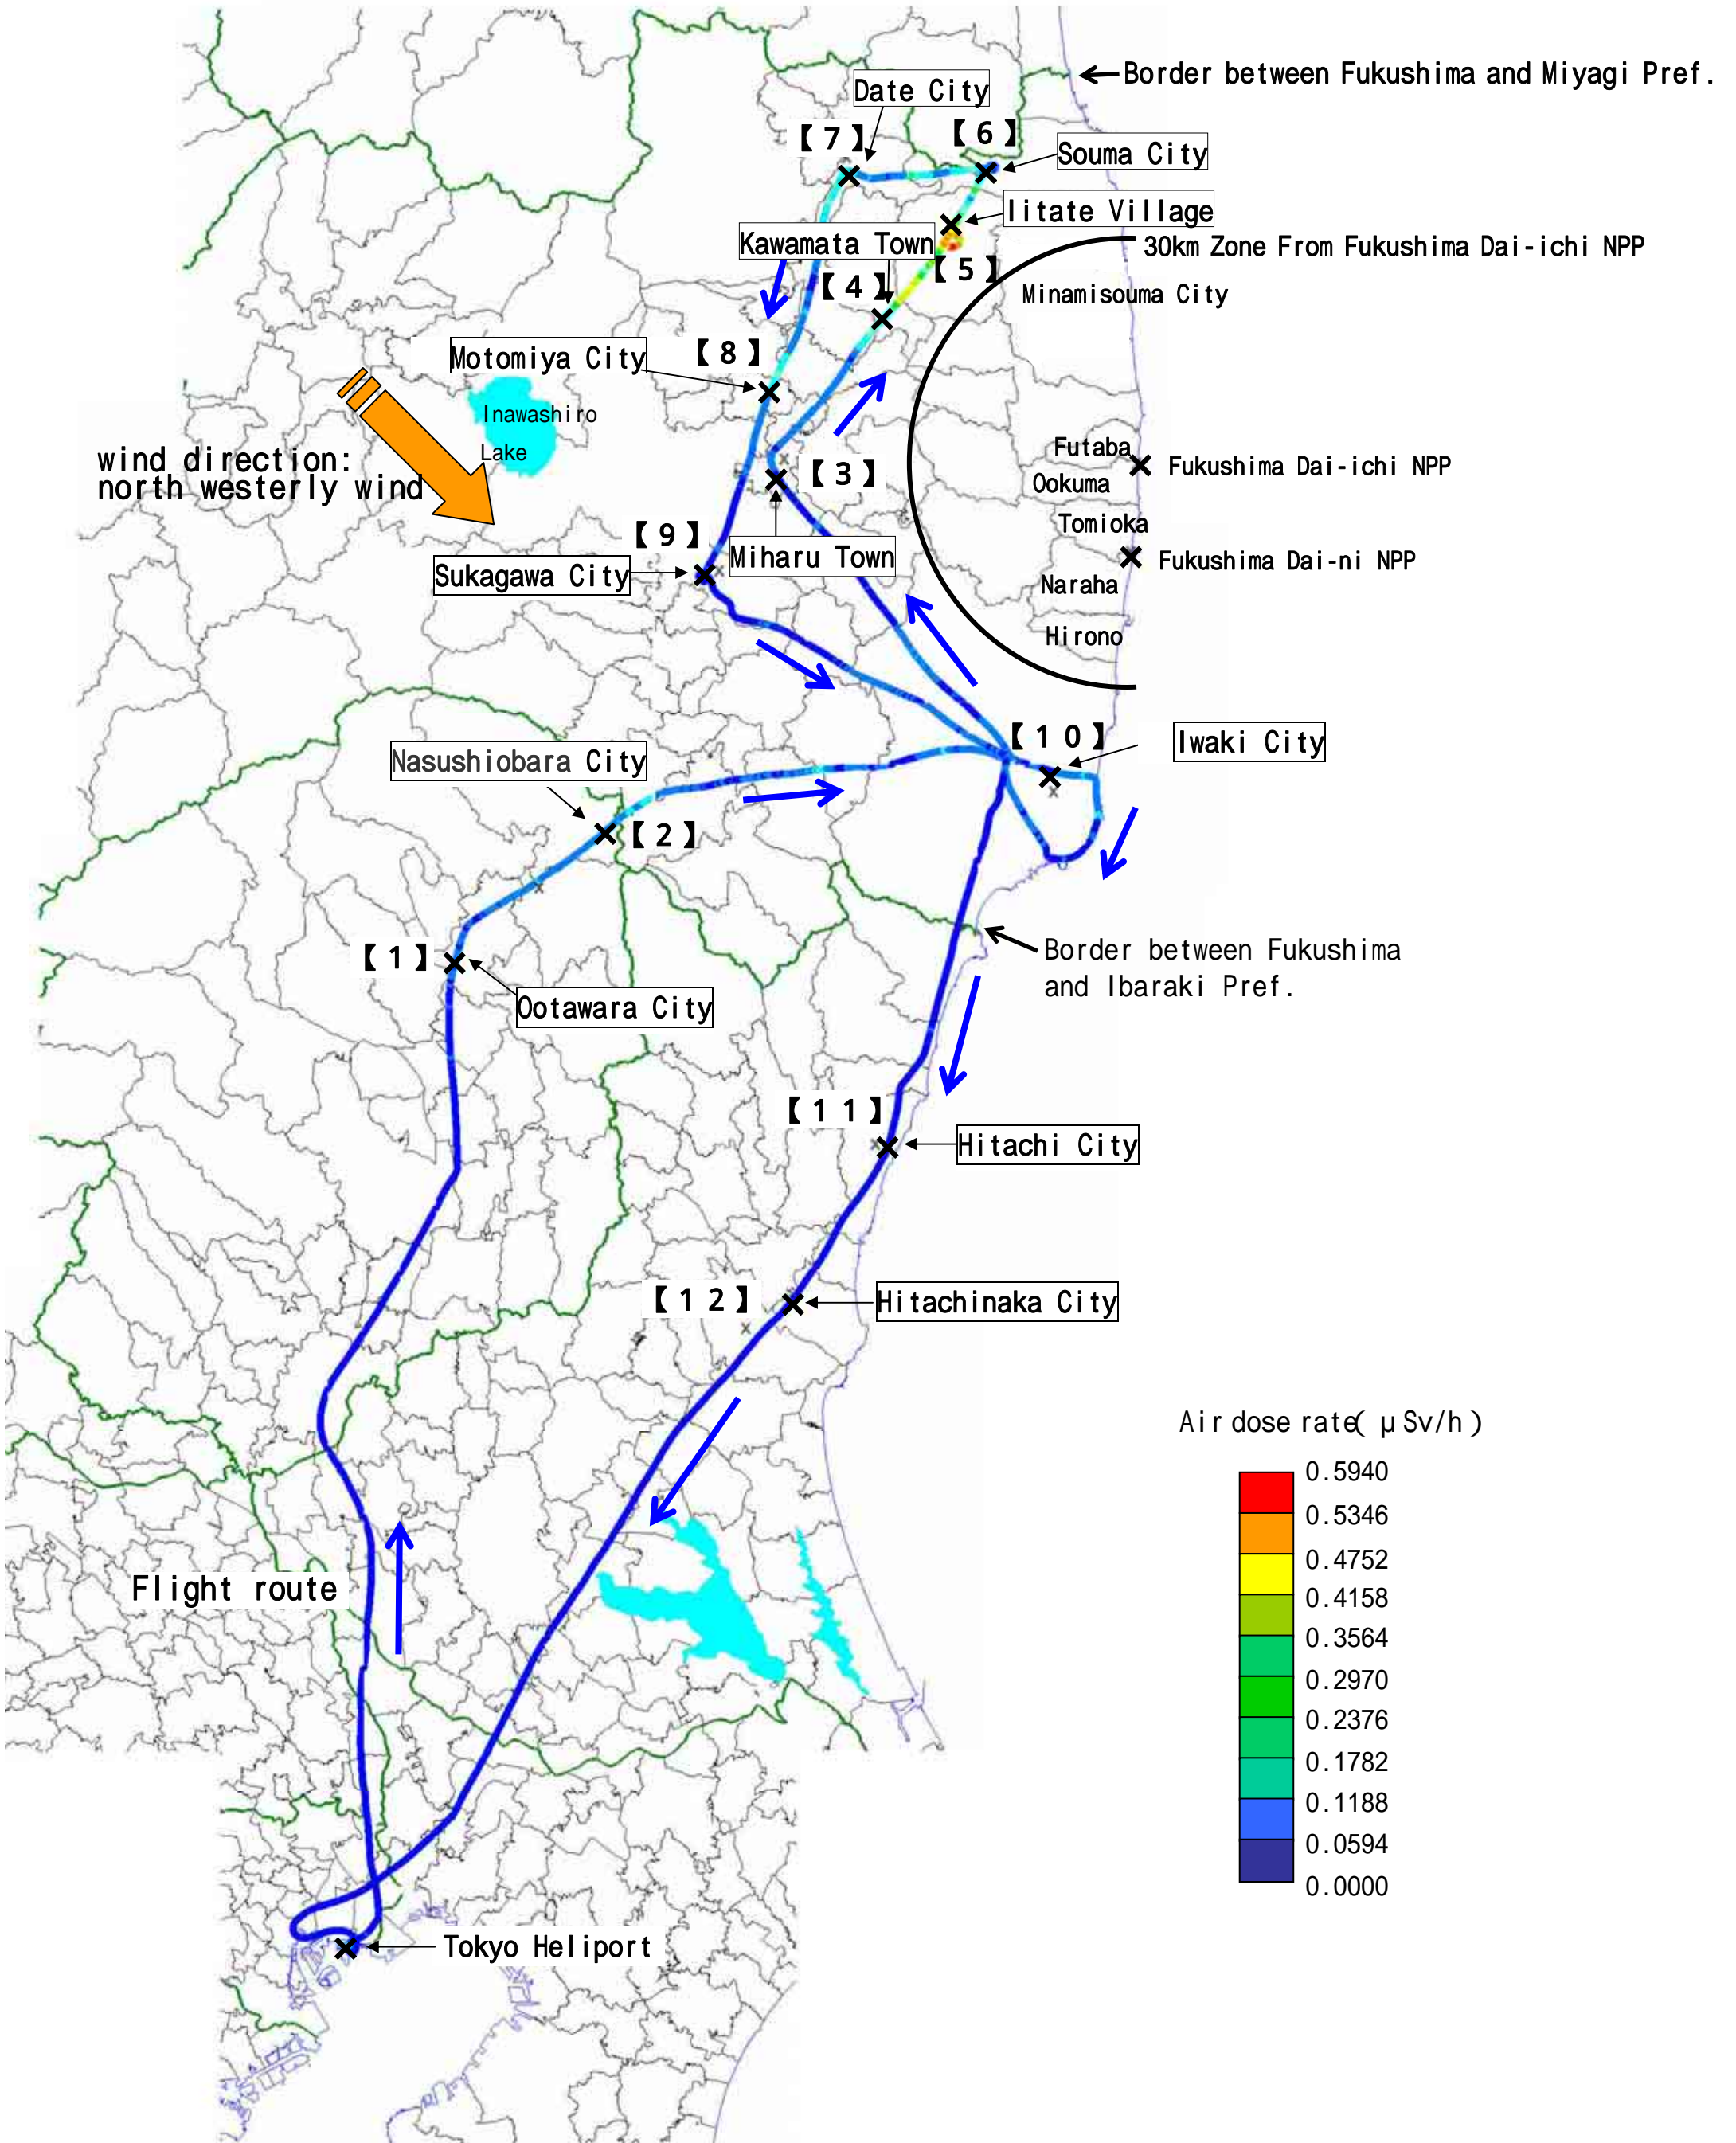 Border between Fukushima and Miyagi Pref.
Date City
【7】
【6】
Souma City
Iitate Village
Kawamata Town
30km Zone From Fukushima Dai-ichi NPP
【5】
【4】
Minamisouma City
Motomiya City
【8】
Inawashiro
Lake
wind direction:
north westerly wind
Futaba
Fukushima Dai-ichi NPP
【3】
Ookuma
Tomioka
【9】
Miharu Town
Fukushima Dai-ni NPP
Sukagawa City
Naraha
Hirono
【10】
Iwaki City
Nasushiobara City
【2】
【1】
Border between Fukushima
and Ibaraki Pref.
Ootawara City
【11】
Hitachi City
【12】
Hitachinaka City
Air dose rate( μSv/h )
0.5940
0.5346
0.4752
0.4158
0.3564
0.2970
0.2376
0.1782
0.1188
0.0594
0.0000
Flight route
Tokyo Heliport